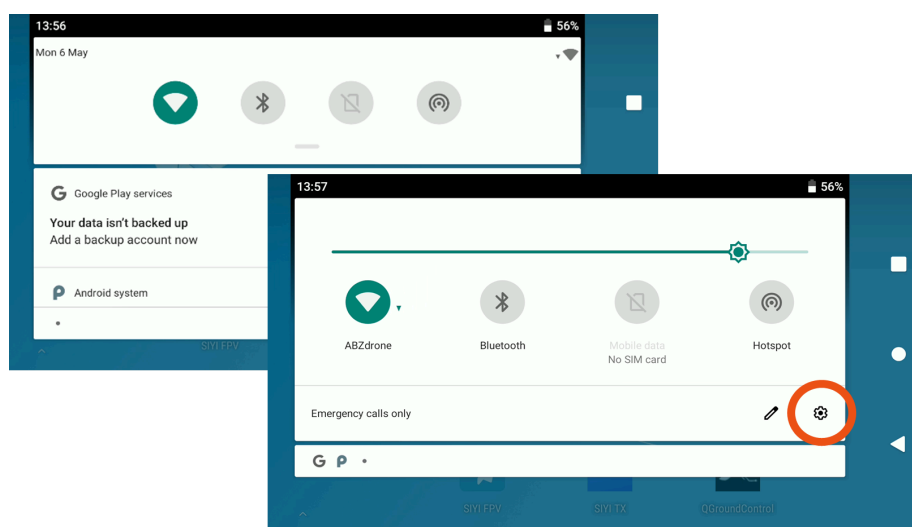 13:56
56%
Mon 6 May
Google Play services
Your data isn't backed up
Add a backup account now
Android system
SIYI FPV
13:57
56%
ABZdrone
Bluetooth
Mobile data
No SIM card
Hotspot
Emergency calls only
SIYI FPV
SIYI TX
QGroundControl